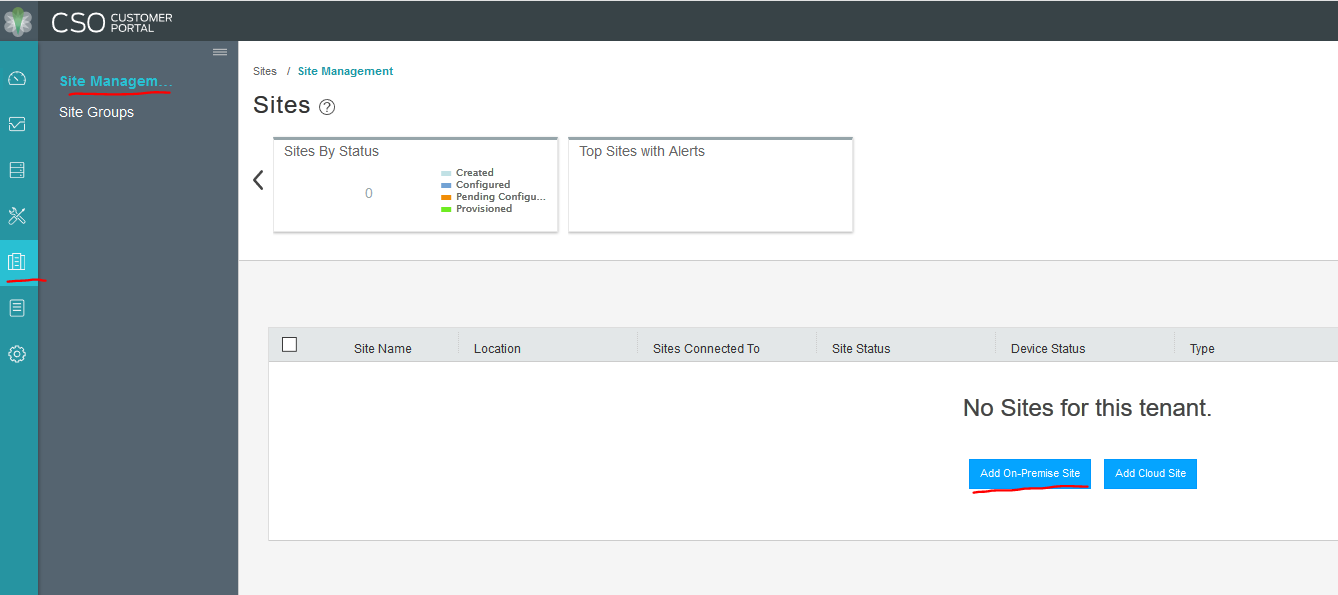 CSO CUSTOMER PORTAL
Site Managem...
Site Groups
Sites / Site Management
Sites ?
Sites By Status
0
Created
Configured
Pending Configu...
Provisioned
Top Sites with Alerts
Site Name Location Sites Connected To Site Status Device Status Type
No Sites for this tenant.
Add On-Premise Site Add Cloud Site